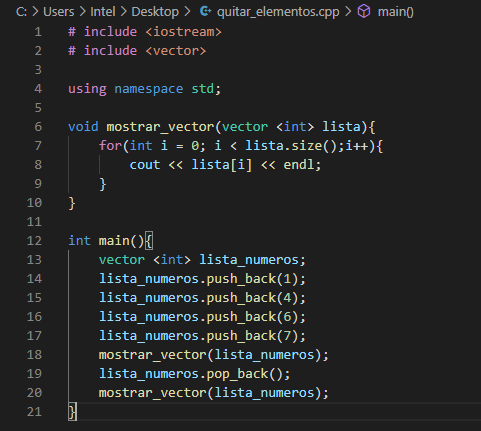 C: > Users > Intel > Desktop > quitar_elementos.cpp > main()
1 # include <iostream>
2 # include <vector>
3
4 using namespace std;
5
6 void mostrar_vector(vector <int> lista){
7     for(int i = 0; i < lista.size();i++){
8         cout << lista[i] << endl;
9     }
10 }
11
12 int main(){
13     vector <int> lista_numeros;
14     lista_numeros.push_back(1);
15     lista_numeros.push_back(4);
16     lista_numeros.push_back(6);
17     lista_numeros.push_back(7);
18     mostrar_vector(lista_numeros);
19     lista_numeros.pop_back();
20     mostrar_vector(lista_numeros);
21 }